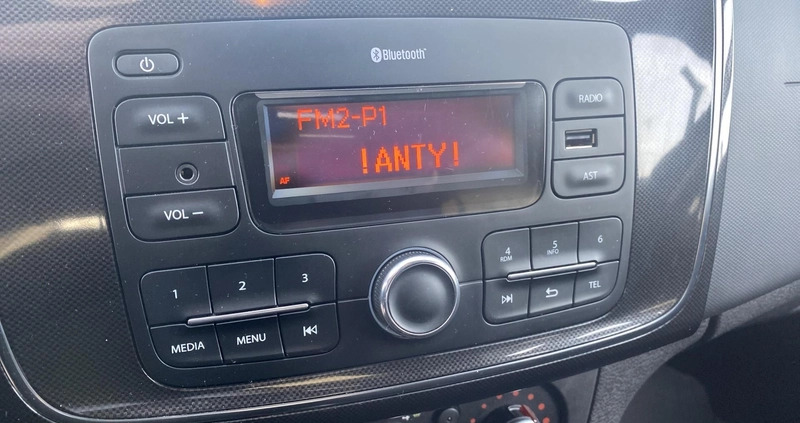 Bluetooth
VOL +
VOL −
FM2-P1
!ANTY!
AF
RADIO
AST
1
2
3
MEDIA
MENU
4
RDM
5
INFO
6
TEL